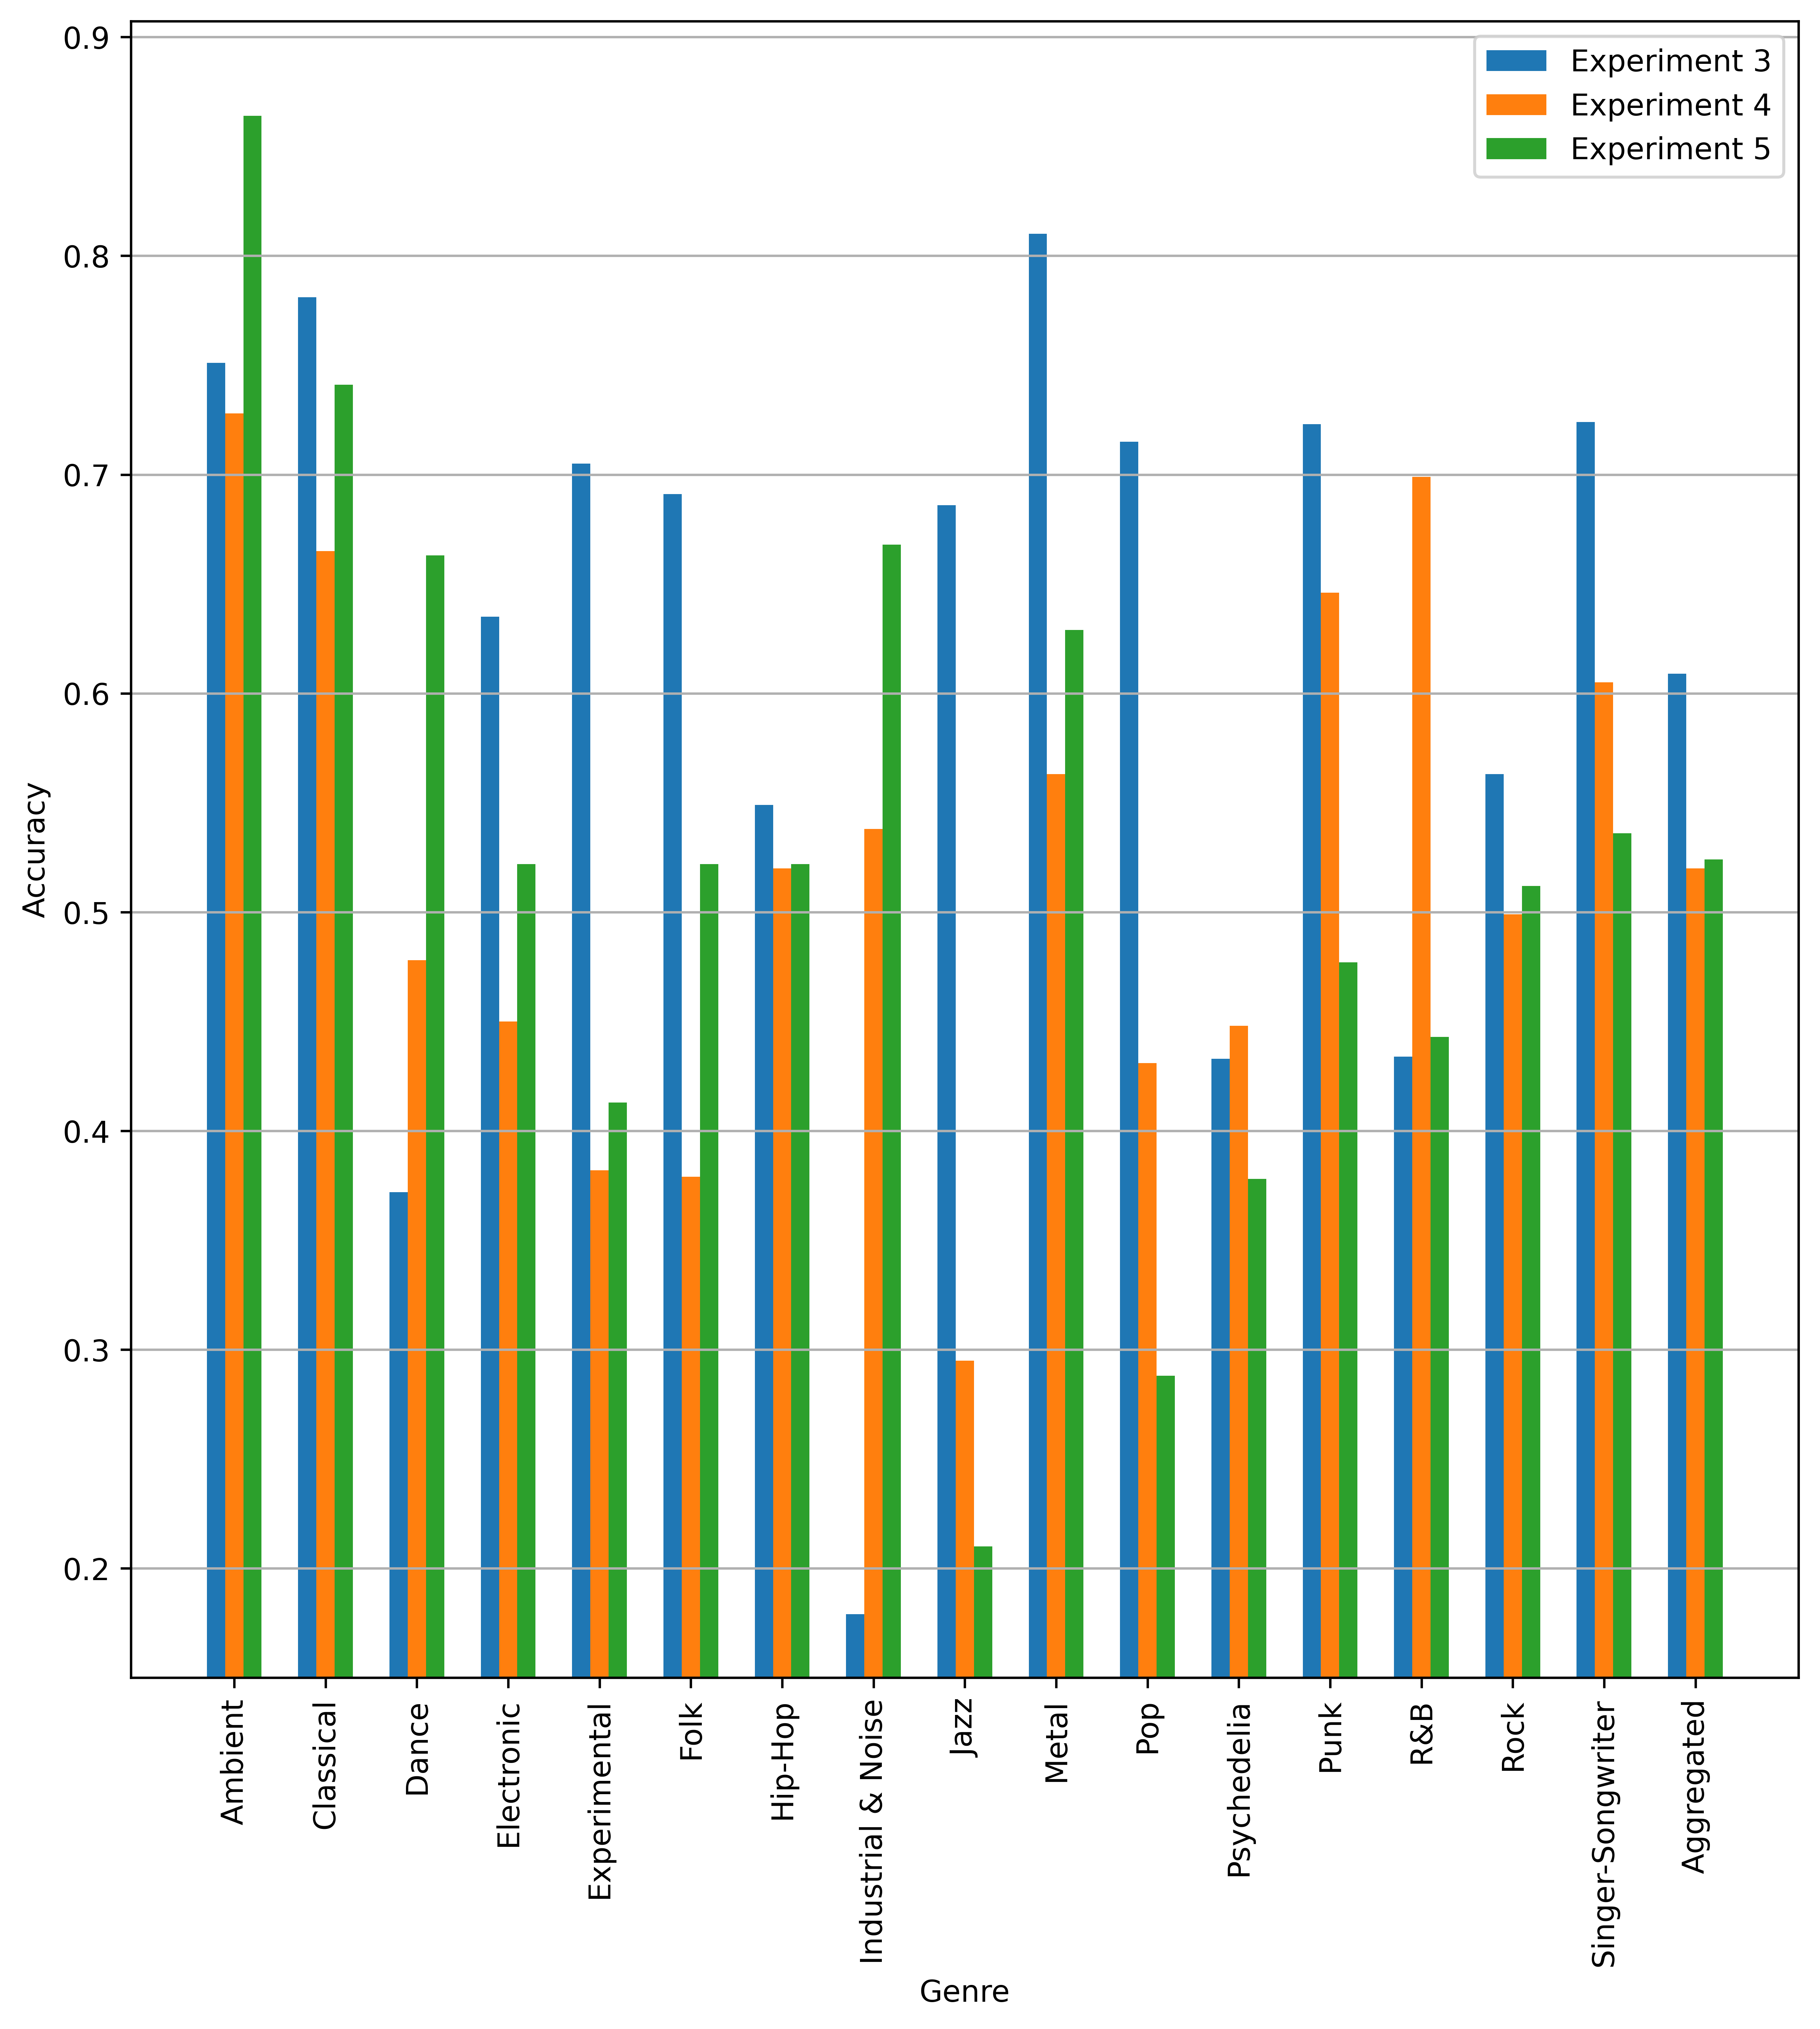 0.9
0.8
0.7
0.6
0.5
0.4
0.3
0.2
Accuracy
Experiment 3
Experiment 4
Experiment 5
Ambient
Classical
Dance
Electronic
Experimental
Folk
Hip-Hop
Industrial & Noise
Jazz
Metal
Pop
Psychedelia
Punk
R&B
Rock
Singer-Songwriter
Aggregated
Genre